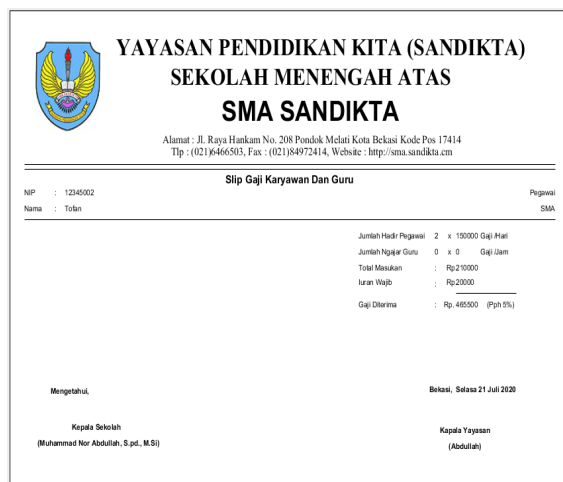 YAYASAN PENDIDIKAN KITA (SANDIKTA)
SEKOLAH MENENGAH ATAS
SMA SANDIKTA
Alamat : Jl. Raya Hankam No. 208 Pondok Melati Kota Bekasi Kode Pos 17414
Tlp : (021)6466503, Fax : (021)84972414, Website : http://sma.sandikta.cm
Slip Gaji Karyawan Dan Guru
NIP : 12345002 Pegawai
Nama : Tofan SMA
Jumlah Hadir Pegawai 2 x 150000 Gaji /Hari
Jumlah Ngajar Guru 0 x 0 Gaji /Jam
Total Masukan : Rp210000
Iuran Wajib : Rp20000
Gaji Diterima : Rp. 465500 (Pph 5%)
Mengetahui, Bekasi, Selasa 21 Juli 2020
Kepala Sekolah Kapala Yayasan
(Muhammad Nor Abdullah, S.pd., M.Si) (Abdullah)